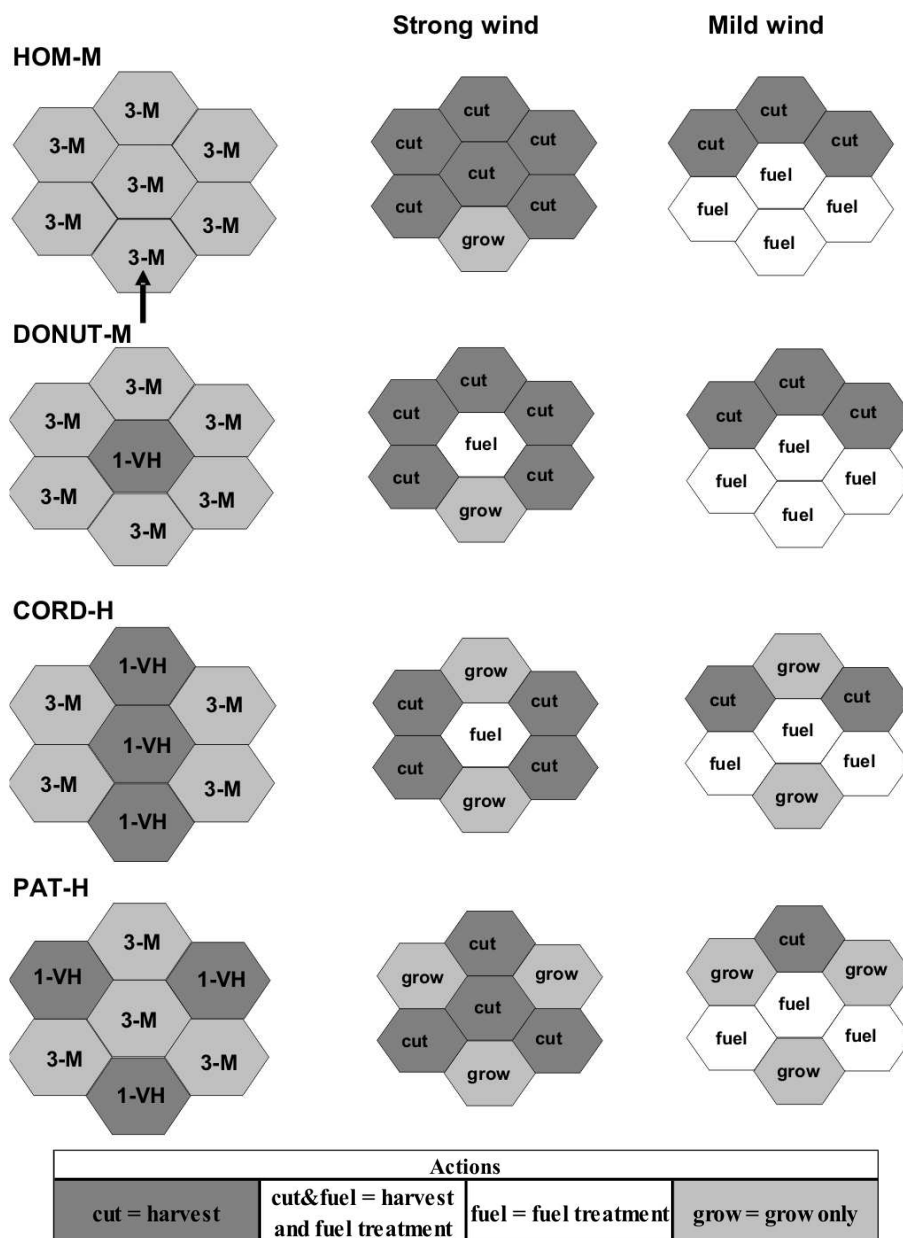 Strong wind Mild wind
HOM-M
3-M cut cut
3-M 3-M cut cut cut cut
3-M cut fuel
3-M 3-M cut cut fuel fuel
3-M grow fuel
DONUT-M
3-M cut cut
3-M 3-M cut cut cut cut
1-VH fuel fuel
3-M 3-M cut cut fuel fuel
3-M grow fuel
CORD-H
1-VH grow grow
3-M 3-M cut cut cut cut
1-VH fuel fuel
3-M 3-M cut cut fuel fuel
1-VH grow grow
PAT-H
3-M cut cut
1-VH 1-VH grow grow grow grow
3-M cut fuel
3-M 3-M cut cut fuel fuel
1-VH grow grow
Actions
cut = harvest cut&fuel = harvest and fuel treatment fuel = fuel treatment grow = grow only